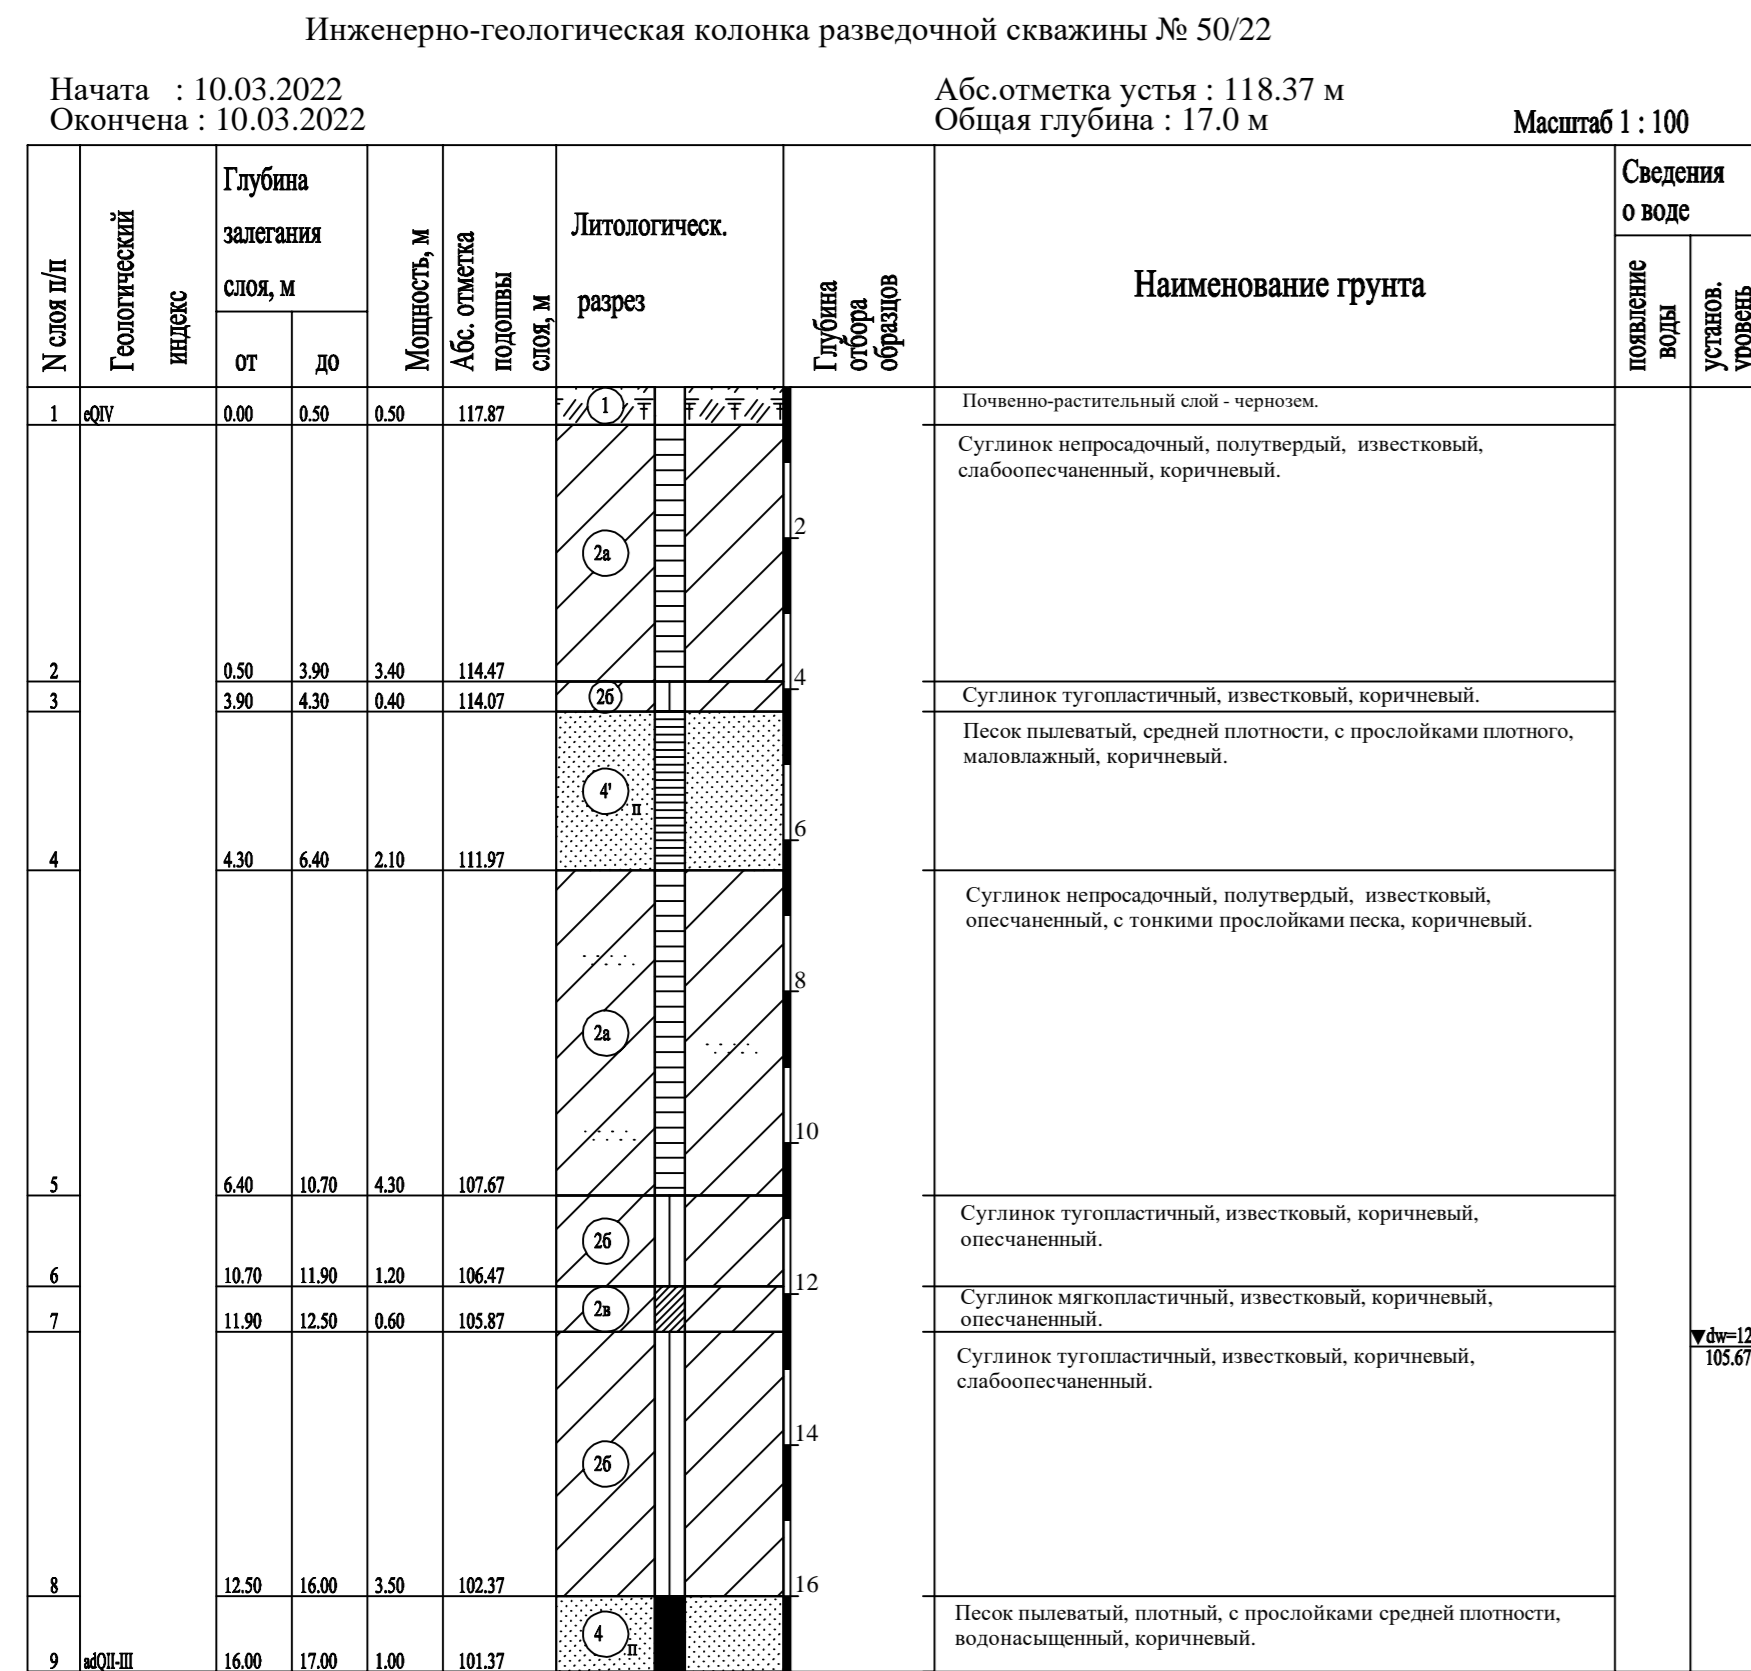 Инженерно-геологическая колонка разведочной скважины № 50/22
Начата : 10.03.2022
Окончена : 10.03.2022
Абс.отметка устья : 118.37 м
Общая глубина : 17.0 м
Масштаб 1 : 100
N слоя п/п
Геологический
индекс
Глубина
залегания
слоя, м
от
до
Мощность, м
Абс. отметка
подошвы
слоя, м
Литологическ.
разрез
Глубина
отбора
образцов
Наименование грунта
Сведения
о воде
появление
воды
установ.
уровень
1 eQIV 0.00 0.50 0.50 117.87 1
Почвенно-растительный слой - чернозем.
Суглинок непросадочный, полутвердый, известковый,
слабоопесчаненный, коричневый.
2
2а
2 0.50 3.90 3.40 114.47
4
3 3.90 4.30 0.40 114.07 2б
Суглинок тугопластичный, известковый, коричневый.
Песок пылеватый, средней плотности, с прослойками плотного,
маловлажный, коричневый.
4' п
6
4 4.30 6.40 2.10 111.97
Суглинок непросадочный, полутвердый, известковый,
опесчаненный, с тонкими прослойками песка, коричневый.
8
2а
10
5 6.40 10.70 4.30 107.67
Суглинок тугопластичный, известковый, коричневый,
опесчаненный.
2б
6 10.70 11.90 1.20 106.47
12
Суглинок мягкопластичный, известковый, коричневый,
опесчаненный.
2в
7 11.90 12.50 0.60 105.87
dw=12
105.67
Суглинок тугопластичный, известковый, коричневый,
слабоопесчаненный.
14
2б
8 12.50 16.00 3.50 102.37
16
Песок пылеватый, плотный, с прослойками средней плотности,
водонасыщенный, коричневый.
4 п
9 adQII-III 16.00 17.00 1.00 101.37